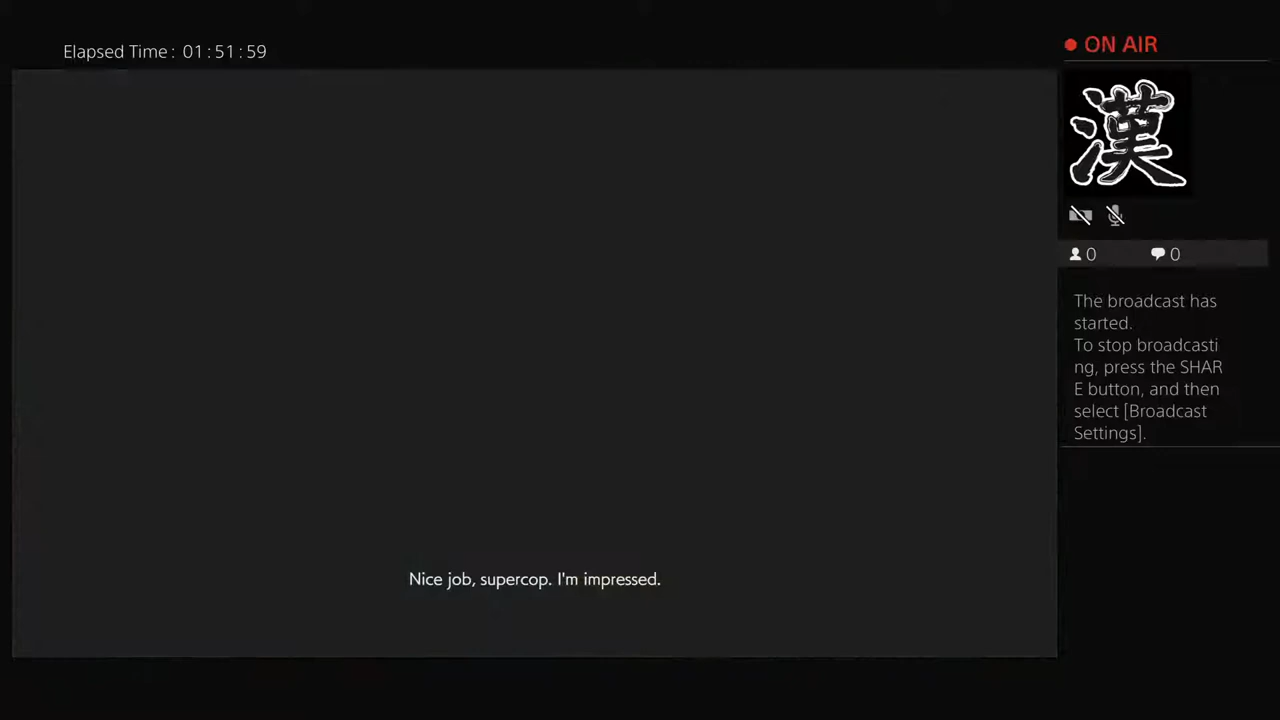 Elapsed Time: 01:51:59
ON AIR
漢
0 0
The broadcast has
started.
To stop broadcasti
ng, press the SHAR
E button, and then
select [Broadcast
Settings].
Nice job, supercop. I'm impressed.